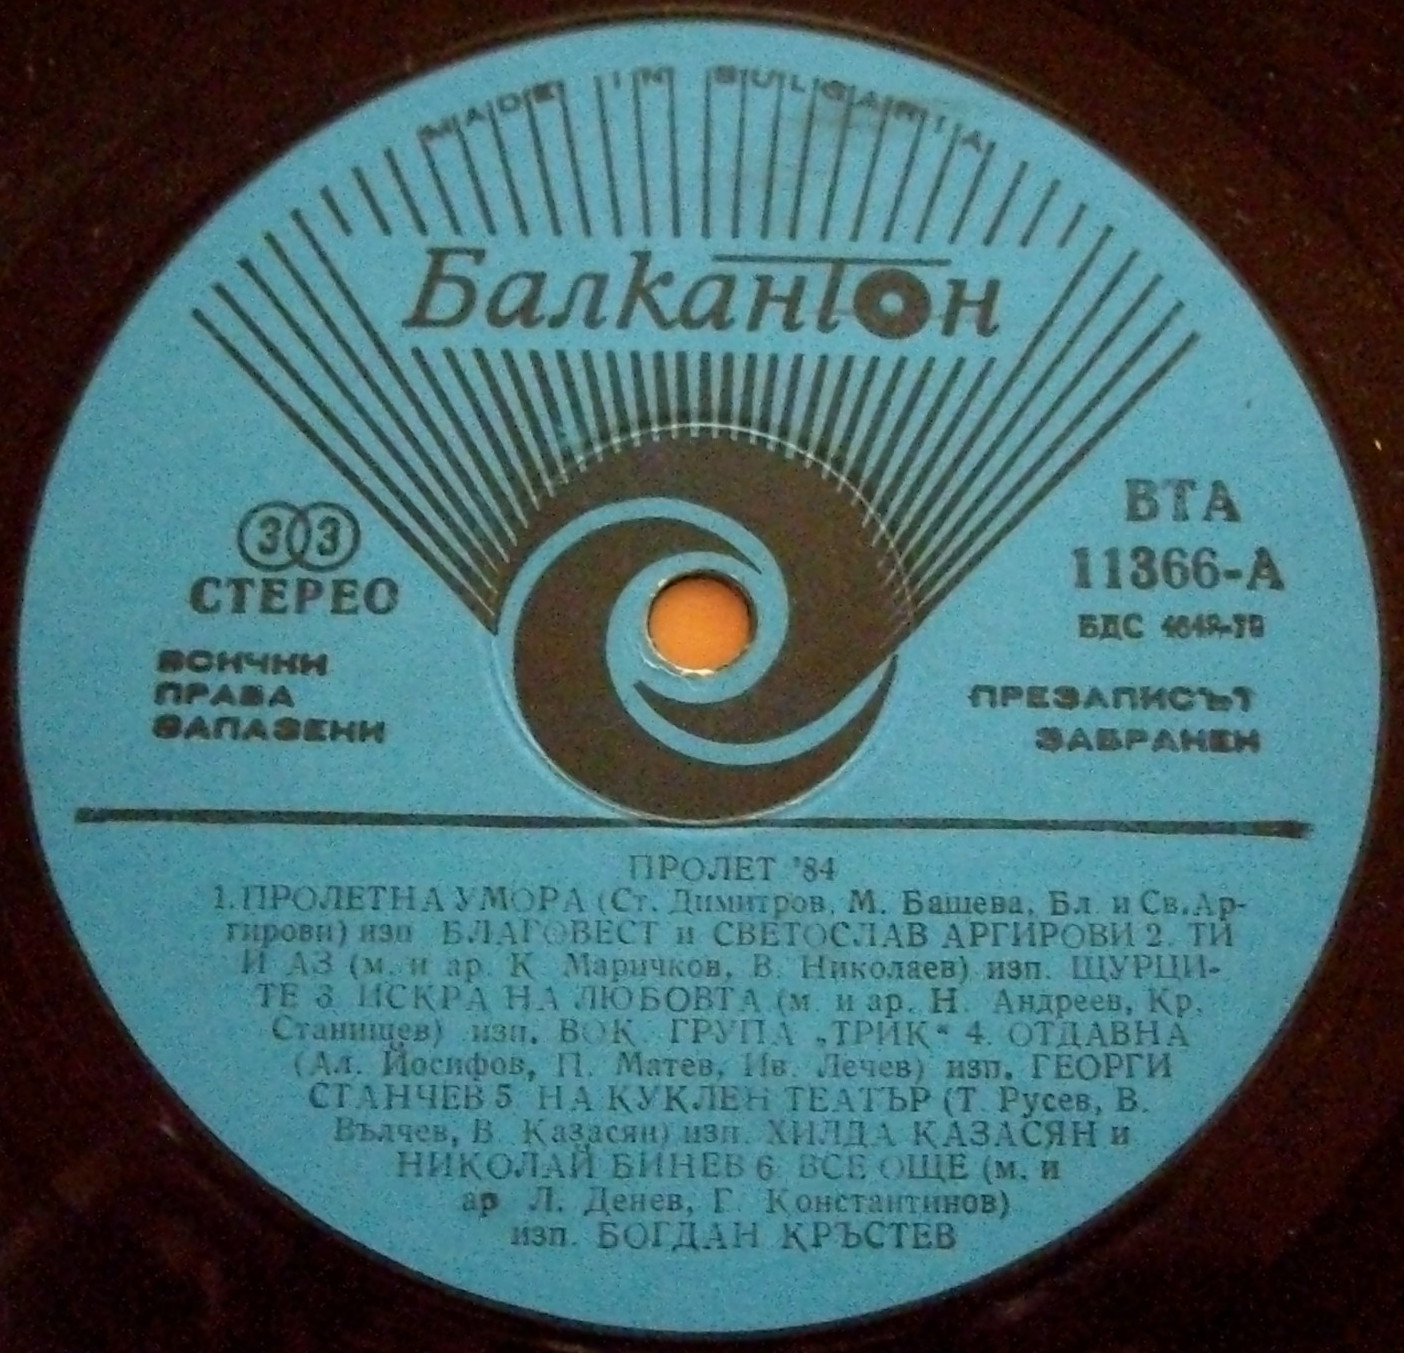 MADE IN BULGARIA
Балкантон
33
СТЕРЕО
ВСИЧКИ
ПРАВА
ЗАПАЗЕНИ
ВТА
11366-А
БДС
ПРЕЗАПИСЪТ
ЗАБРАНЕН
ПРОЛЕТ '84
1. ПРОЛЕТНА УМОРА (Ст. Димитров, М. Башева, Бл. и Св. Ар-
гирови) изп. БЛАГОВЕСТ и СВЕТОСЛАВ АРГИРОВИ 2. ТИ
И АЗ (м. и ар. К. Маричков, В. Николаев) изп. ЩУРЦИ-
ТЕ 3. ИСКРА НА ЛЮБОВТА (м. и ар. Н. Андреев, Кр.
Станишев) изп. ВОК. ГРУПА „ТРИК" 4. ОТДАВНА
(Ал. Йосифов, П. Матев, Ив. Лечев) изп. ГЕОРГИ
СТАНЧЕВ 5. НА КУКЛЕН ТЕАТЪР (Т. Русев, В.
Вълчев, В. Казасян) изп. ХИЛДА КАЗАСЯН и
НИКОЛАЙ БИНЕВ 6. ВСЕ ОЩЕ (м. и
ар. Л. Денев, Г. Константинов)
изп. БОГДАН КРЪСТЕВ